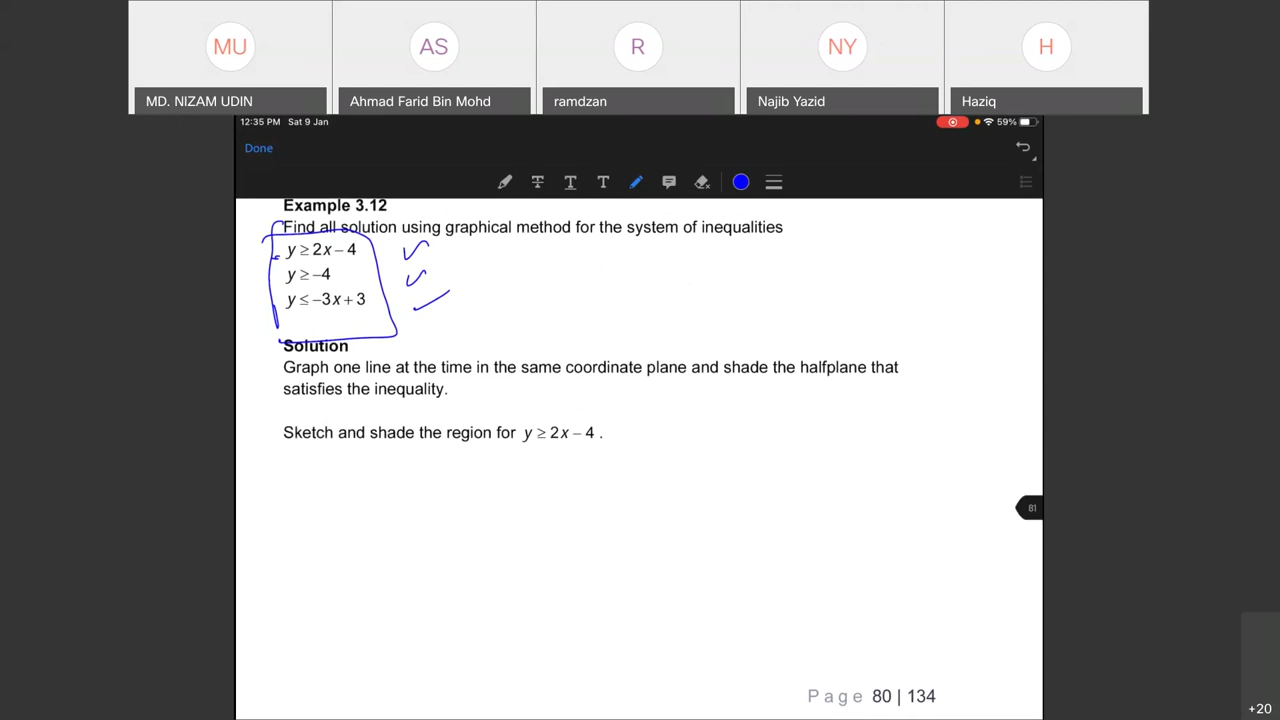 MU AS R NY H
MD. NIZAM UDIN Ahmad Farid Bin Mohd ramdzan Najib Yazid Haziq
12:35 PM Sat 9 Jan 59%
Done
Example 3.12
Find all solution using graphical method for the system of inequalities
y ≥ 2x – 4
y ≥ –4
y ≤ –3x + 3
Solution
Graph one line at the time in the same coordinate plane and shade the halfplane that
satisfies the inequality.
Sketch and shade the region for y ≥ 2x – 4 .
81
Page 80 | 134
+20